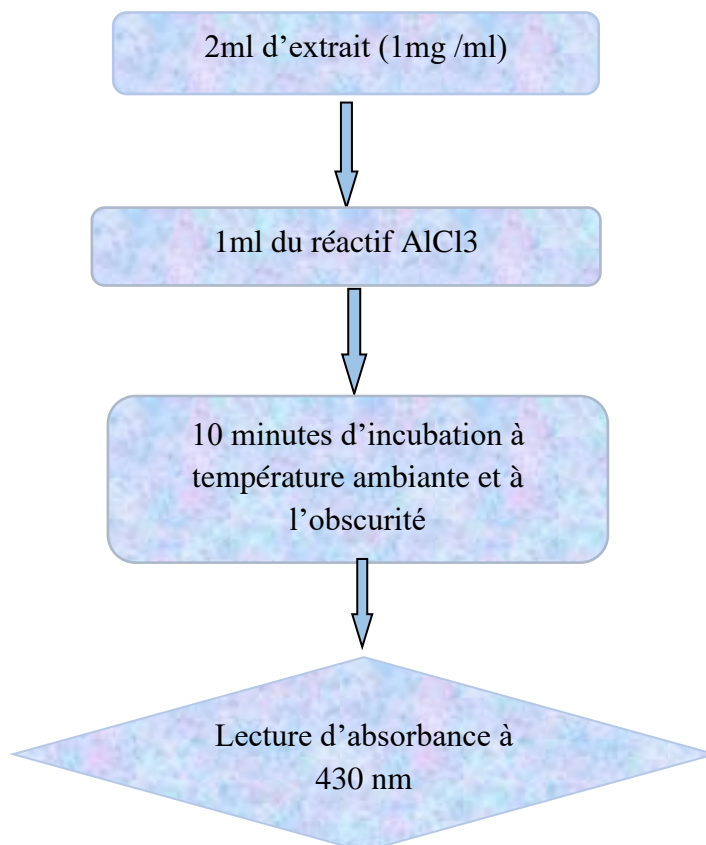 2ml d’extrait (1mg /ml)
1ml du réactif AlCl3
10 minutes d’incubation à
température ambiante et à
l’obscurité
Lecture d’absorbance à
430 nm